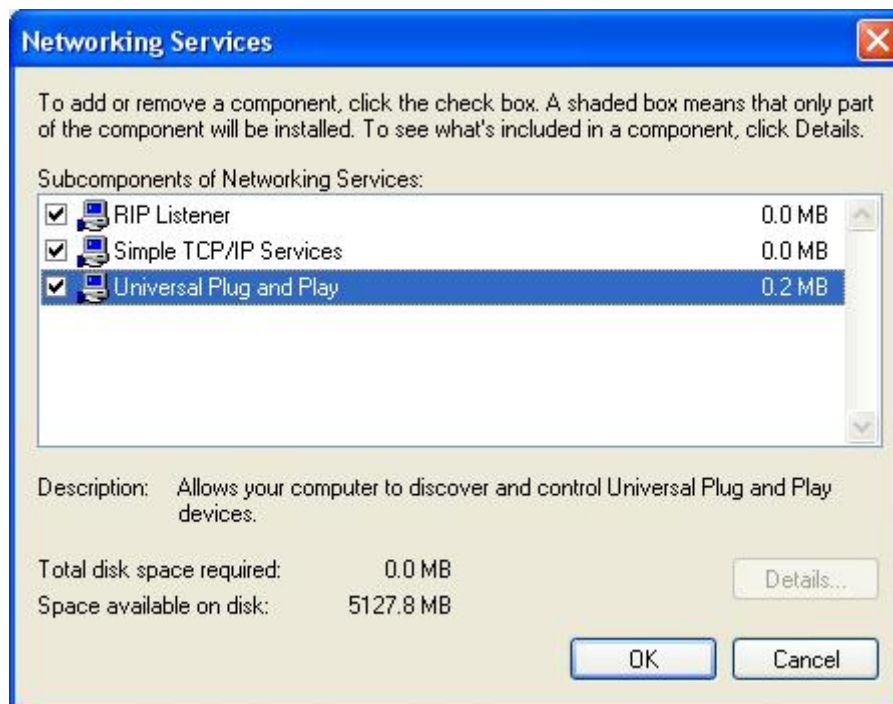 Networking Services
To add or remove a component, click the check box. A shaded box means that only part
of the component will be installed. To see what's included in a component, click Details.
Subcomponents of Networking Services:
RIP Listener 0.0 MB
Simple TCP/IP Services 0.0 MB
Universal Plug and Play 0.2 MB
Description: Allows your computer to discover and control Universal Plug and Play
devices.
Total disk space required: 0.0 MB
Details...
Space available on disk: 5127.8 MB
OK Cancel